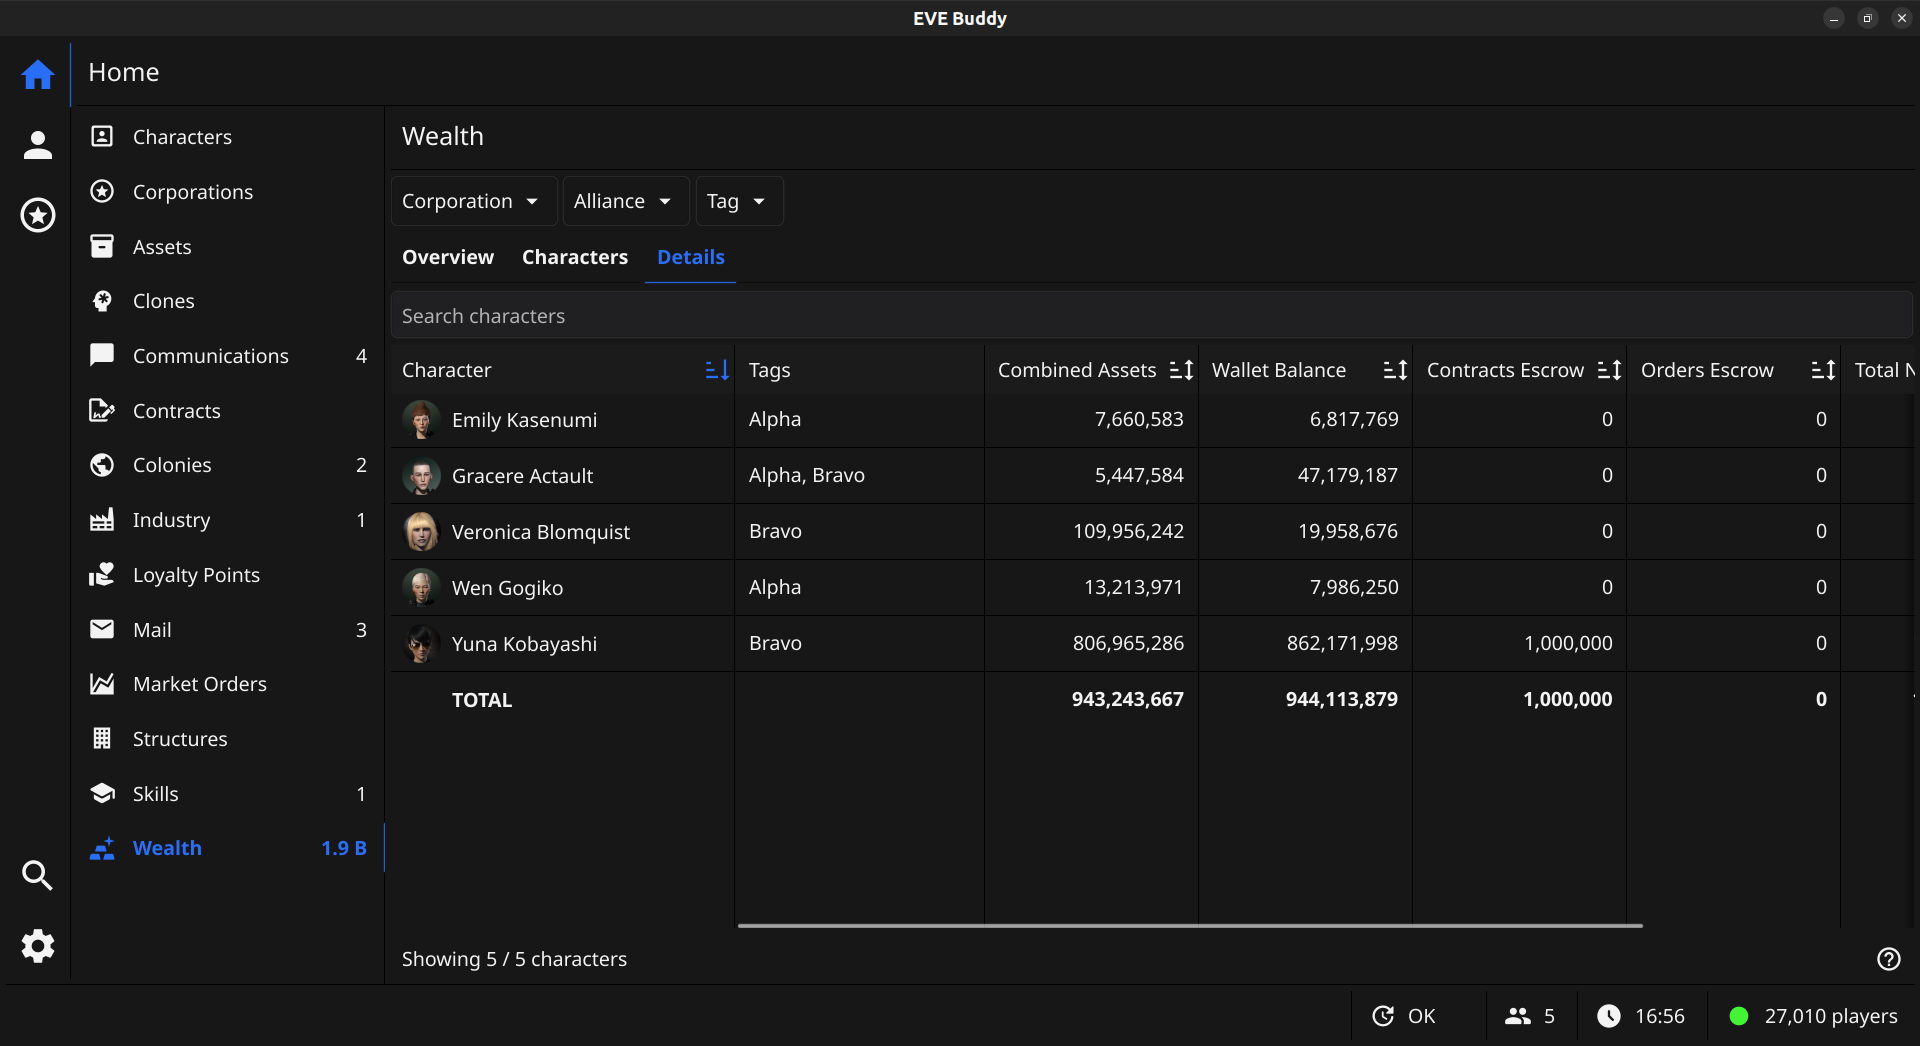 EVE Buddy
Home
Characters
Corporations
Assets
Clones
Communications 4
Contracts
Colonies 2
Industry 1
Loyalty Points
Mail 3
Market Orders
Structures
Skills 1
Wealth 1.9 B
Wealth
Corporation Alliance Tag
Overview Characters Details
Search characters
Character Tags Combined Assets Wallet Balance Contracts Escrow Orders Escrow Total N
Emily Kasenumi Alpha 7,660,583 6,817,769 0 0
Gracere Actault Alpha, Bravo 5,447,584 47,179,187 0 0
Veronica Blomquist Bravo 109,956,242 19,958,676 0 0
Wen Gogiko Alpha 13,213,971 7,986,250 0 0
Yuna Kobayashi Bravo 806,965,286 862,171,998 1,000,000 0
TOTAL 943,243,667 944,113,879 1,000,000 0
Showing 5 / 5 characters
OK 5 16:56 27,010 players